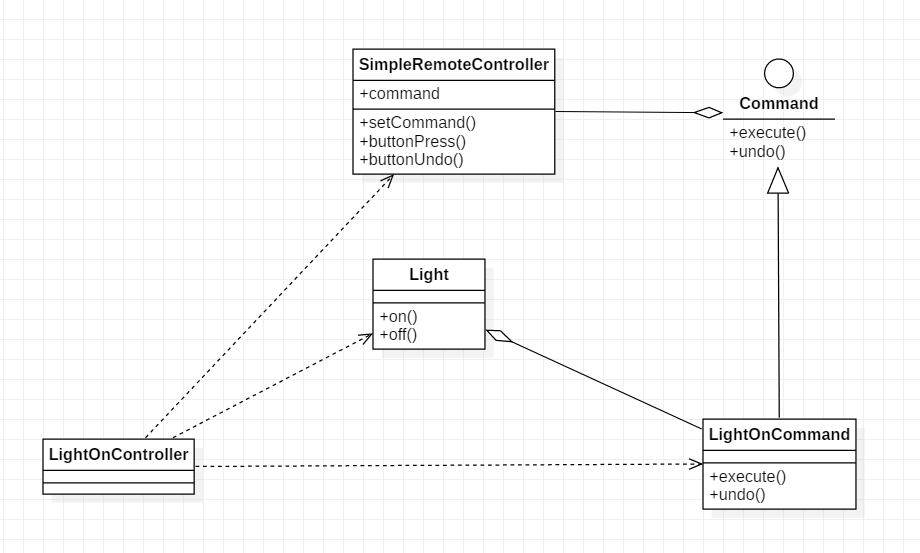 SimpleRemoteController
+command
+setCommand()
+buttonPress()
+buttonUndo()
Command
+execute()
+undo()
Light
+on()
+off()
LightOnController
LightOnCommand
+execute()
+undo()